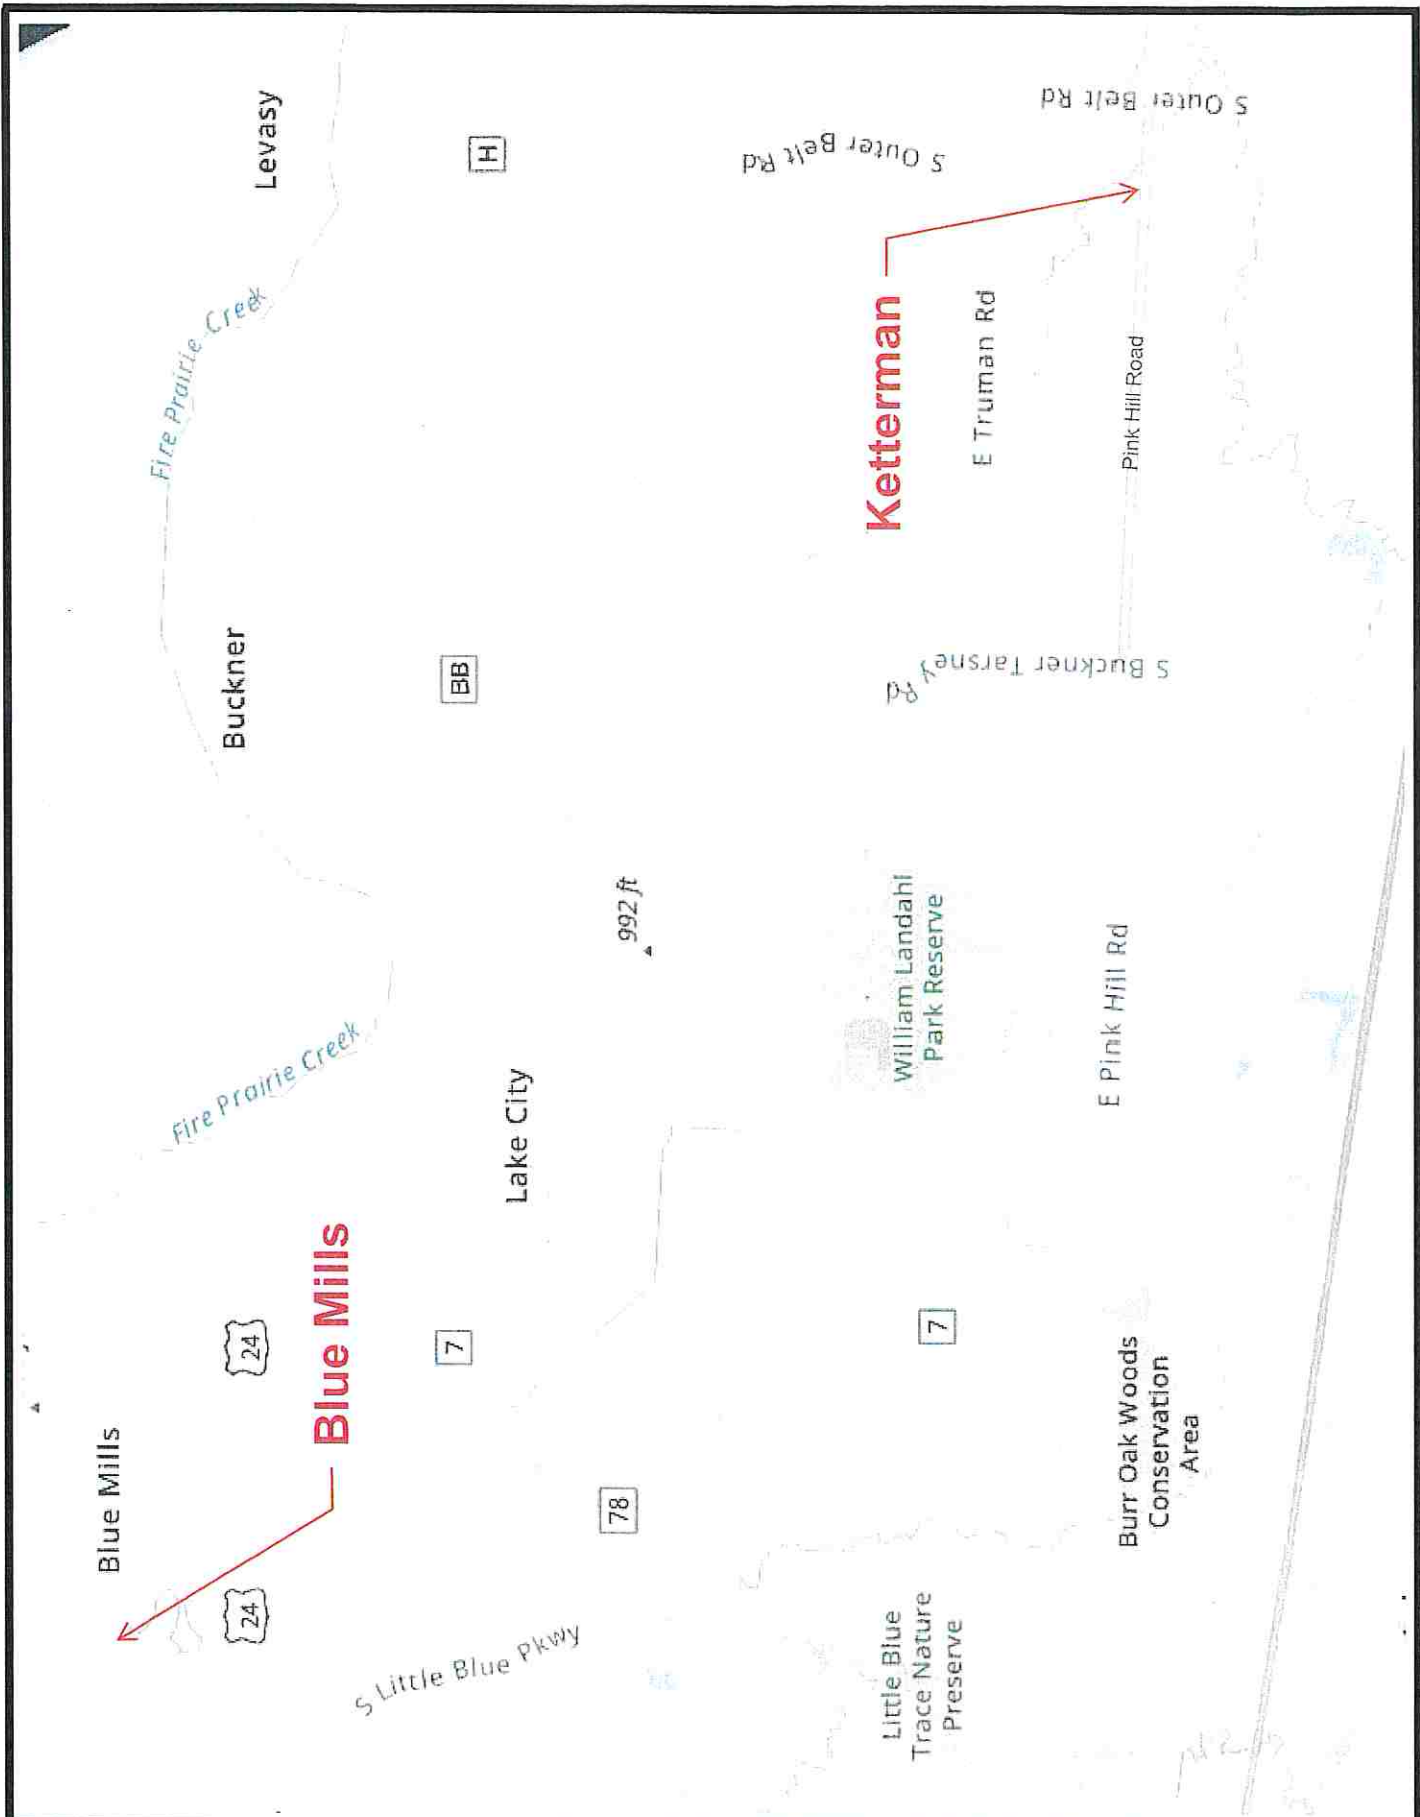 Blue Mills
24
24
Blue Mills
Fire Prairie Creek
Fire Prairie Creek
Buckner
Levasy
S Little Blue Pkwy
7
Lake City
BB
H
78
992 ft
S Outer Belt Rd
S Outer Belt Rd
Ketterman
E Truman Rd
Little Blue
Trace Nature
Preserve
7
William Landahl
Park Reserve
S Buckner Tarsney Rd
Burr Oak Woods
Conservation
Area
E Pink Hill Rd
Pink Hill Road